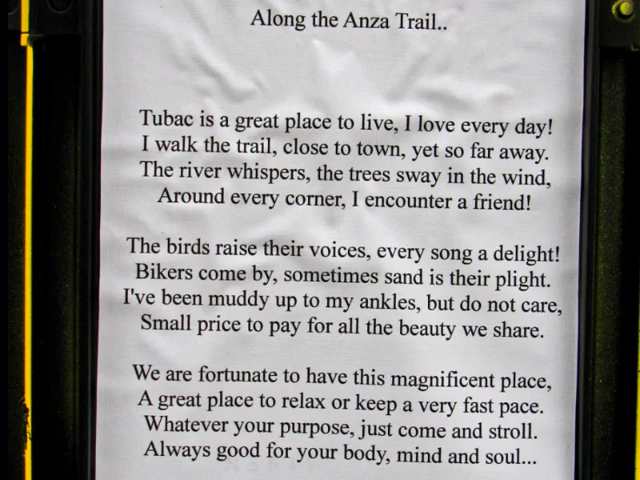 Along the Anza Trail..
Tubac is a great place to live, I love every day!
I walk the trail, close to town, yet so far away.
The river whispers, the trees sway in the wind,
Around every corner, I encounter a friend!
The birds raise their voices, every song a delight!
Bikers come by, sometimes sand is their plight.
I've been muddy up to my ankles, but do not care,
Small price to pay for all the beauty we share.
We are fortunate to have this magnificent place,
A great place to relax or keep a very fast pace.
Whatever your purpose, just come and stroll.
Always good for your body, mind and soul...